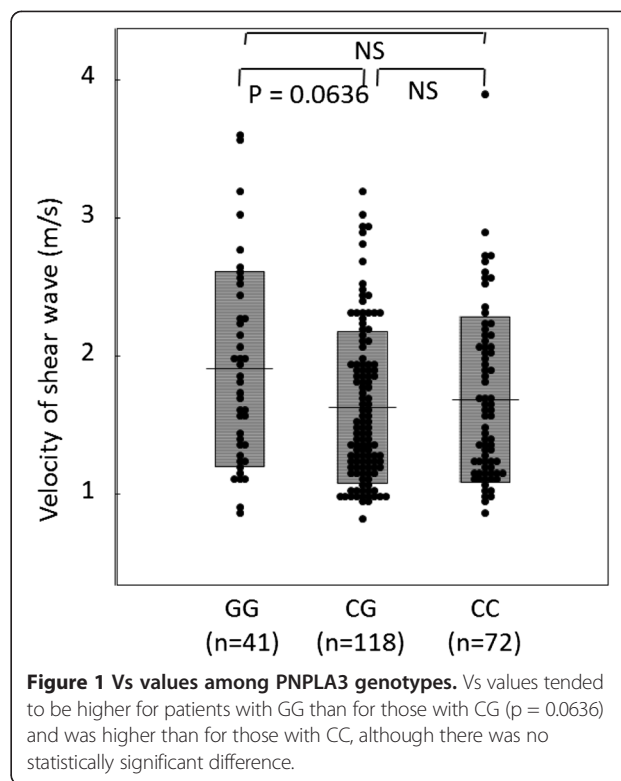 NS
P = 0.0636
NS
4
3
2
1
Velocity of shear wave (m/s)
GG CG CC
(n=41) (n=118) (n=72)
Figure 1 Vs values among PNPLA3 genotypes. Vs values tended
to be higher for patients with GG than for those with CG (p = 0.0636)
and was higher than for those with CC, although there was no
statistically significant difference.